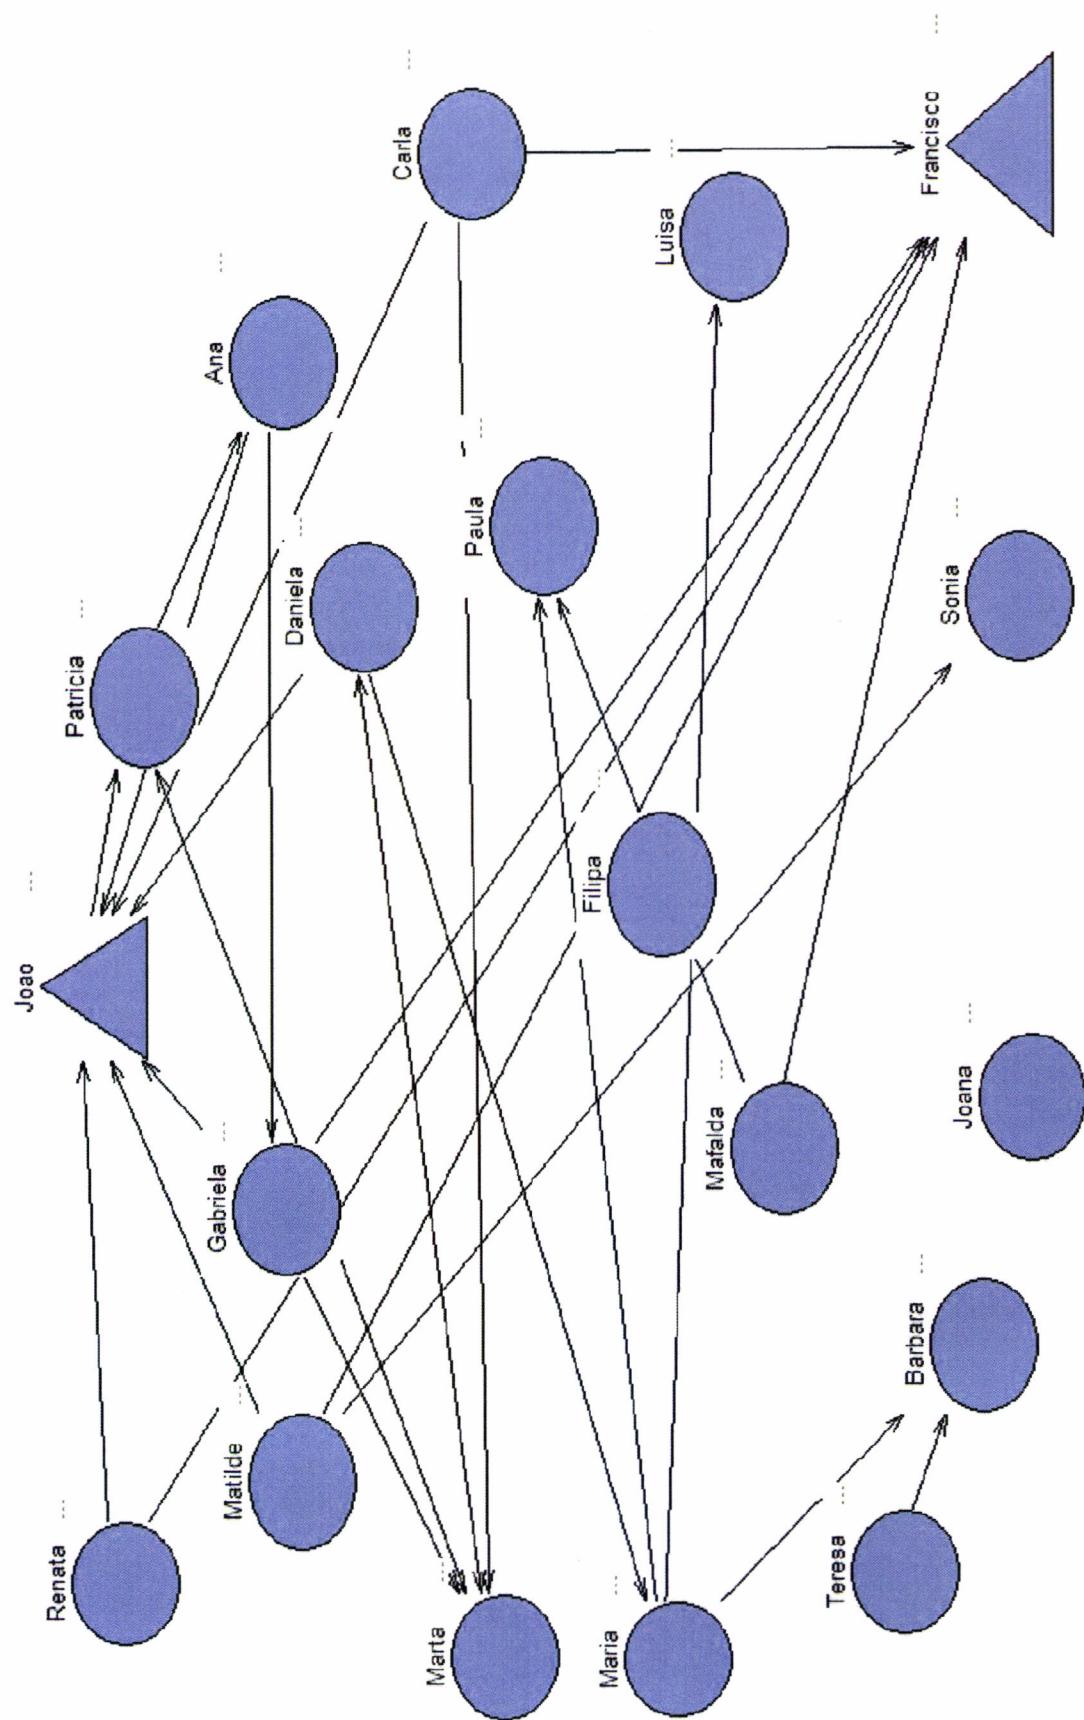 Joao
Patricia
Ana
Carla
Daniela
Gabriela
Renata
Matilde
Paula
Luisa
Francisco
Filipa
Marta
Maria
Mafalda
Sonia
Teresa
Barbara
Joana